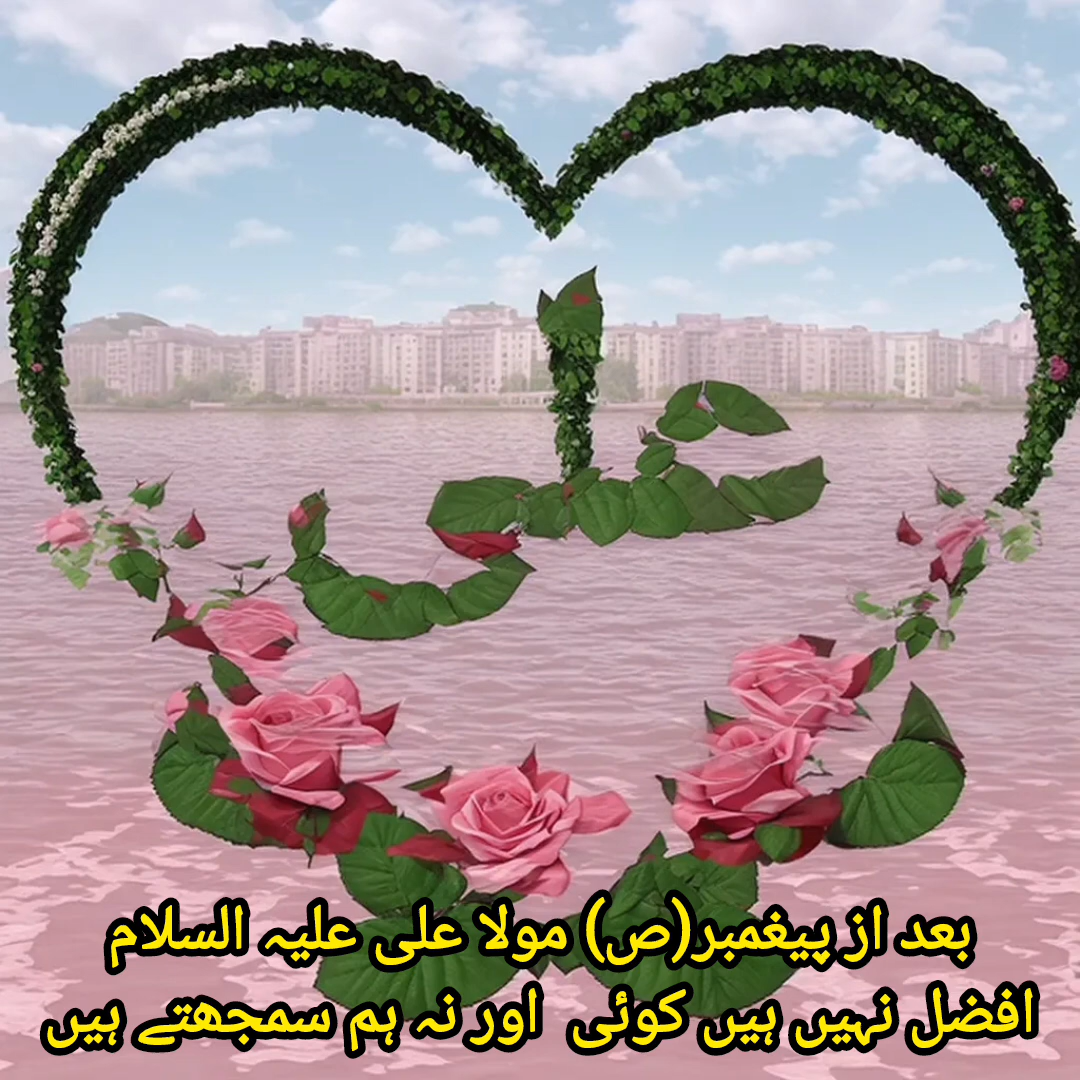 علی
بعد از پیغمبر(ص) مولا علی علیہ السلام
افضل نہیں ہیں کوئی اور نہ ہم سمجھتے ہیں